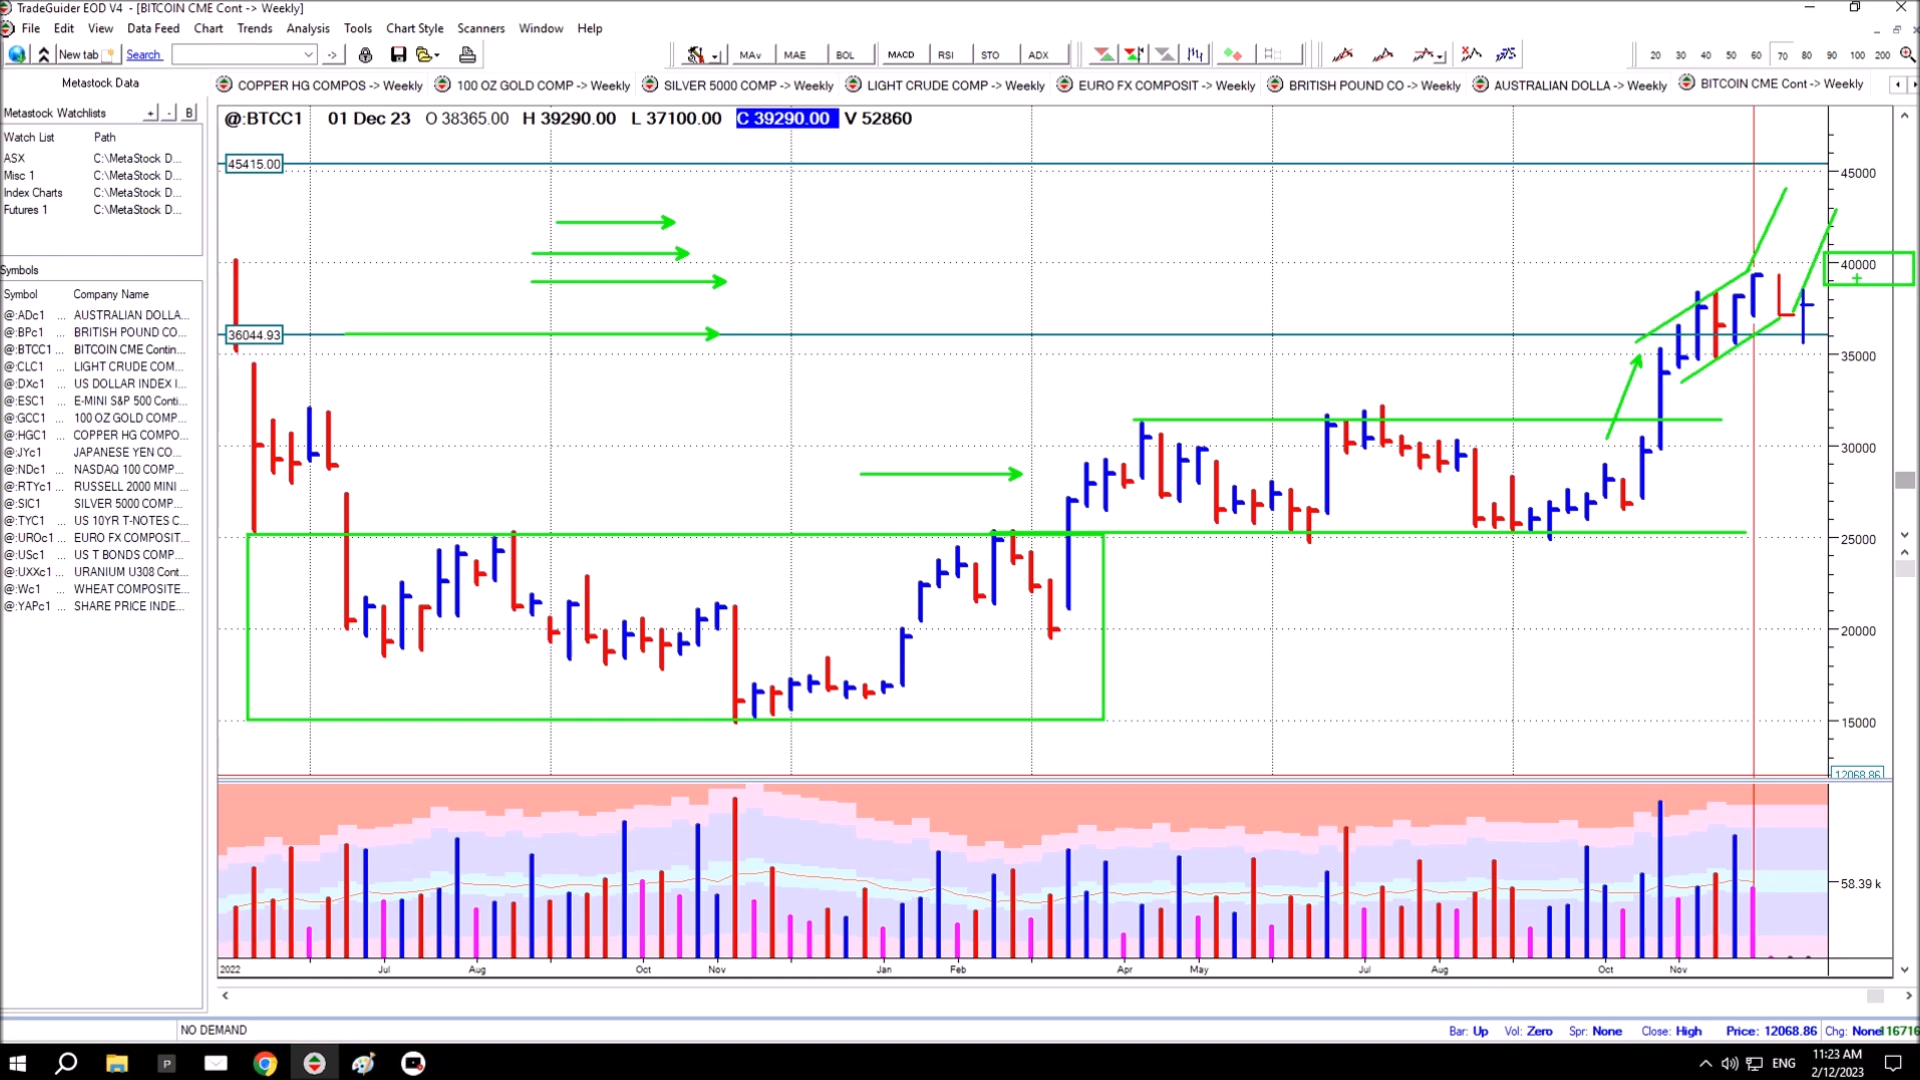 TradeGuider EOD V4 - [BITCOIN CME Cont -> Weekly]
File Edit View Data Feed Chart Trends Analysis Tools Chart Style Scanners Window Help
New tab Search -> MAv MAE BOL MACD RSI STO ADX 20 30 40 50 60 70 80 90 100 200
Metastock Data
COPPER HG COMPOS -> Weekly 100 OZ GOLD COMP -> Weekly SILVER 5000 COMP -> Weekly LIGHT CRUDE COMP -> Weekly EURO FX COMPOSIT -> Weekly BRITISH POUND CO -> Weekly AUSTRALIAN DOLLA -> Weekly BITCOIN CME Cont -> Weekly
Metastock Watchlists + - B
Watch List Path
ASX C:\MetaStock D...
Misc 1 C:\MetaStock D...
Index Charts C:\MetaStock D...
Futures 1 C:\MetaStock D...
Symbols
Symbol Company Name
@:ADc1 ... AUSTRALIAN DOLLA...
@:BPc1 ... BRITISH POUND CO...
@:BTCC1 ... BITCOIN CME Contin...
@:CLC1 ... LIGHT CRUDE COM...
@:DXc1 ... US DOLLAR INDEX I...
@:ESC1 ... E-MINI S&P 500 Conti...
@:GCC1 ... 100 OZ GOLD COMP...
@:HGC1 ... COPPER HG COMPO...
@:JYc1 ... JAPANESE YEN CO...
@:NDc1 ... NASDAQ 100 COMP...
@:RTYc1 ... RUSSELL 2000 MINI ...
@:SIC1 ... SILVER 5000 COMP...
@:TYC1 ... US 10YR T-NOTES C...
@:UROc1 ... EURO FX COMPOSIT...
@:USc1 ... US T BONDS COMP...
@:UXXc1 ... URANIUM U308 Cont...
@:Wc1 ... WHEAT COMPOSITE...
@:YAPc1 ... SHARE PRICE INDE...
@:BTCC1 01 Dec 23 O 38365.00 H 39290.00 L 37100.00 C 39290.00 V 52860
45415.00
36044.93
45000
40000
35000
30000
25000
20000
15000
12068.86
58.39 k
2022 Jul Aug Oct Nov Jan Feb Apr May Jul Aug Oct Nov
NO DEMAND
Bar: Up Vol: Zero Spr: None Close: High Price: 12068.86 Chg: None 116716
ENG
11:23 AM
2/12/2023